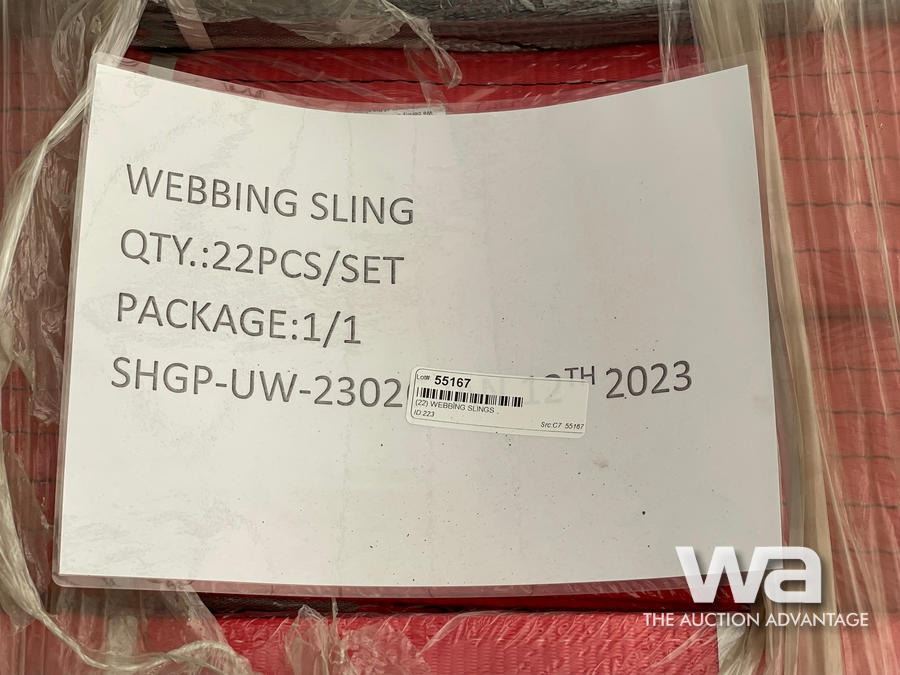 WEBBING SLING
QTY.:22PCS/SET
PACKAGE:1/1
SHGP-UW-2302 12TH 2023
Lot# 55167
(22) WEBBING SLINGS
ID:223
Src:C7 55167
wa
THE AUCTION ADVANTAGE